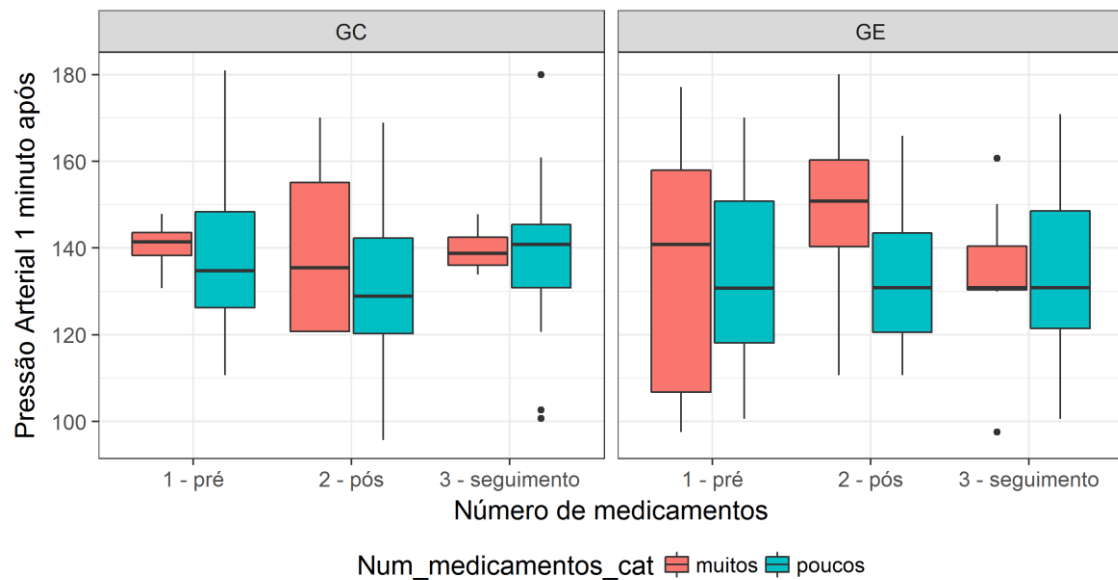 GC
GE
Pressão Arterial 1 minuto após
180
160
140
120
100
1 - pré
2 - pós
3 - seguimento
1 - pré
2 - pós
3 - seguimento
Número de medicamentos
Num_medicamentos_cat muitos poucos